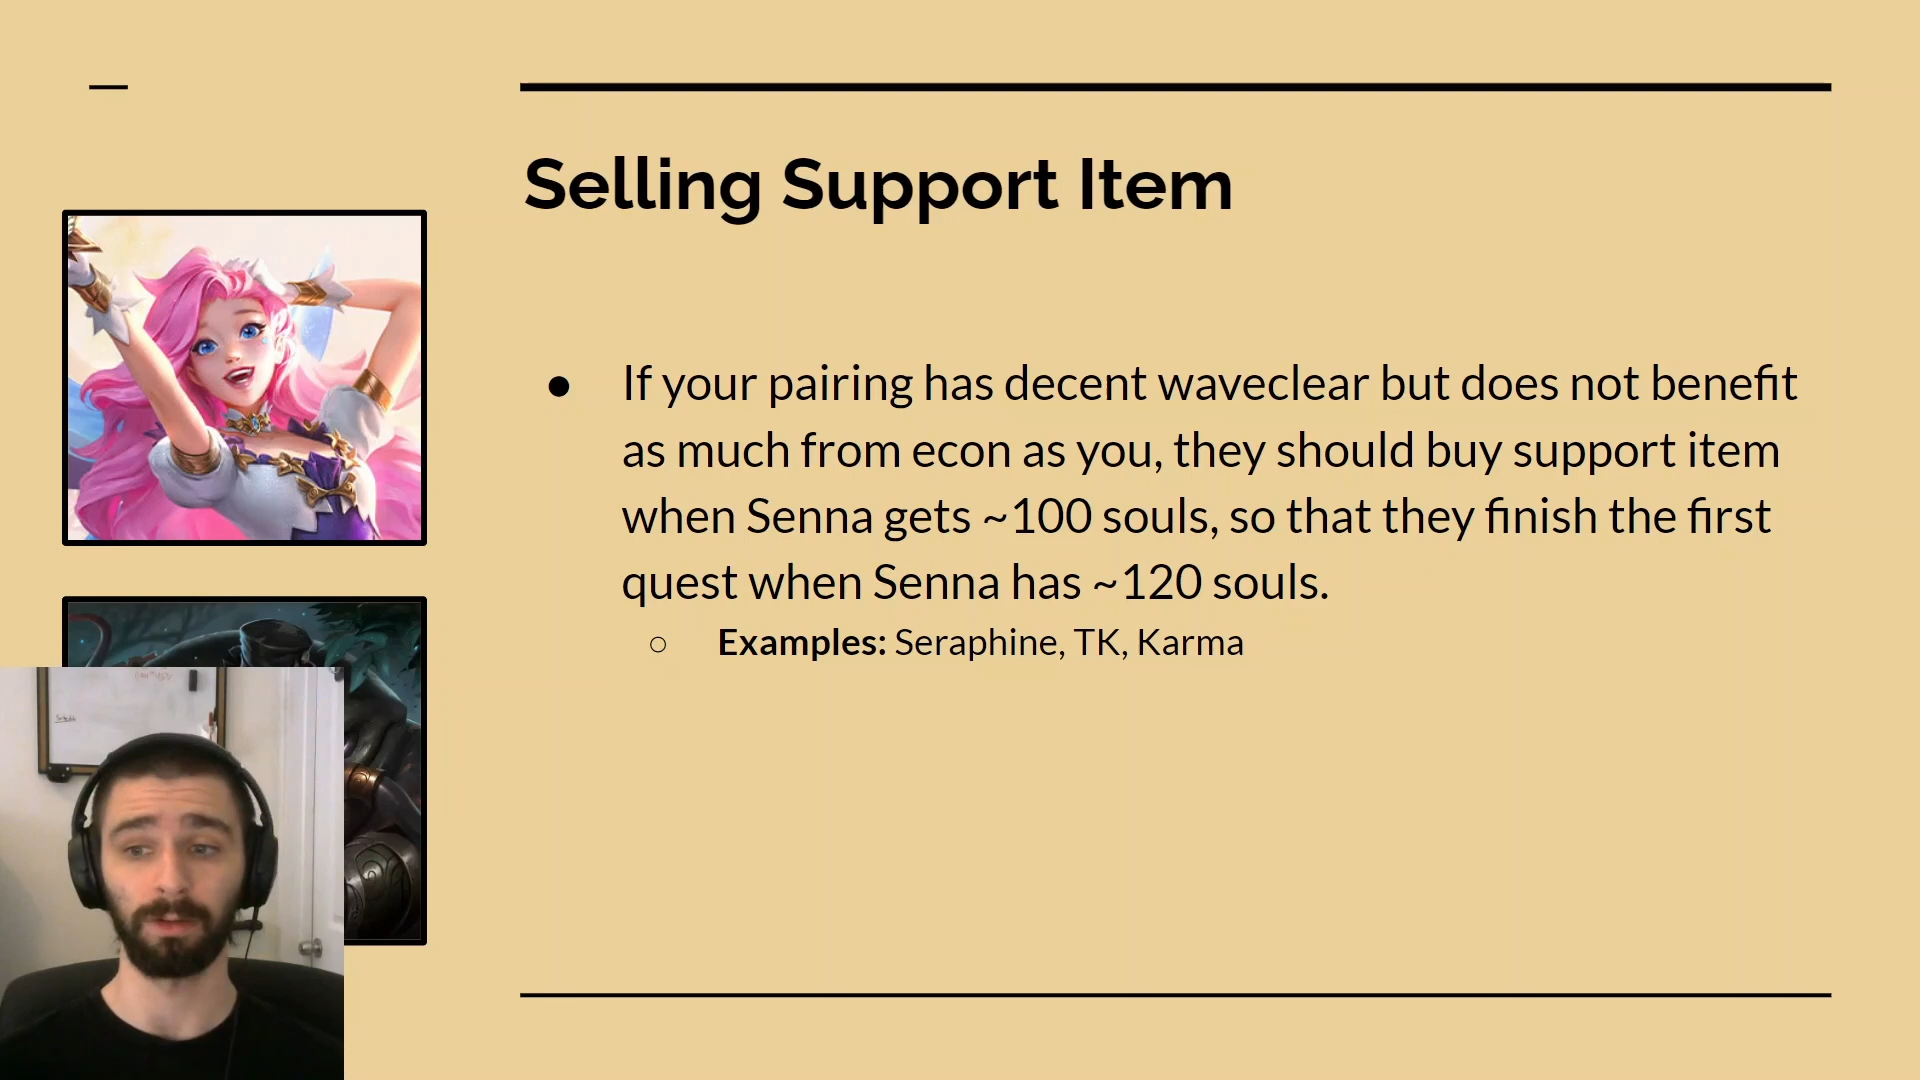 Selling Support Item
● If your pairing has decent waveclear but does not benefit
as much from econ as you, they should buy support item
when Senna gets ~100 souls, so that they finish the first
quest when Senna has ~120 souls.
○ Examples: Seraphine, TK, Karma